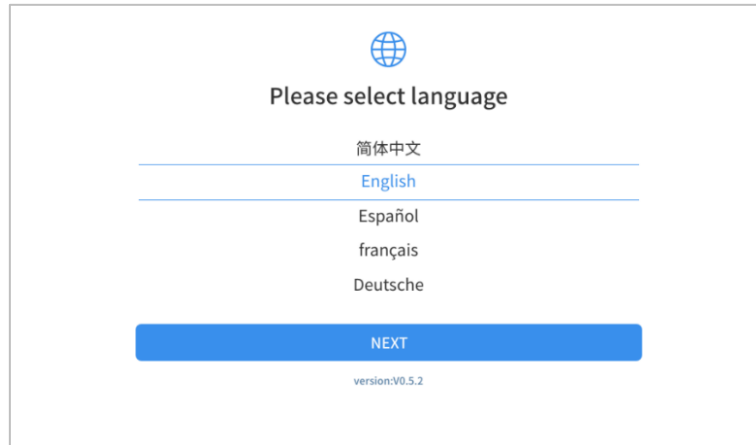 Please select language
简体中文
English
Español
français
Deutsche
NEXT
version:V0.5.2